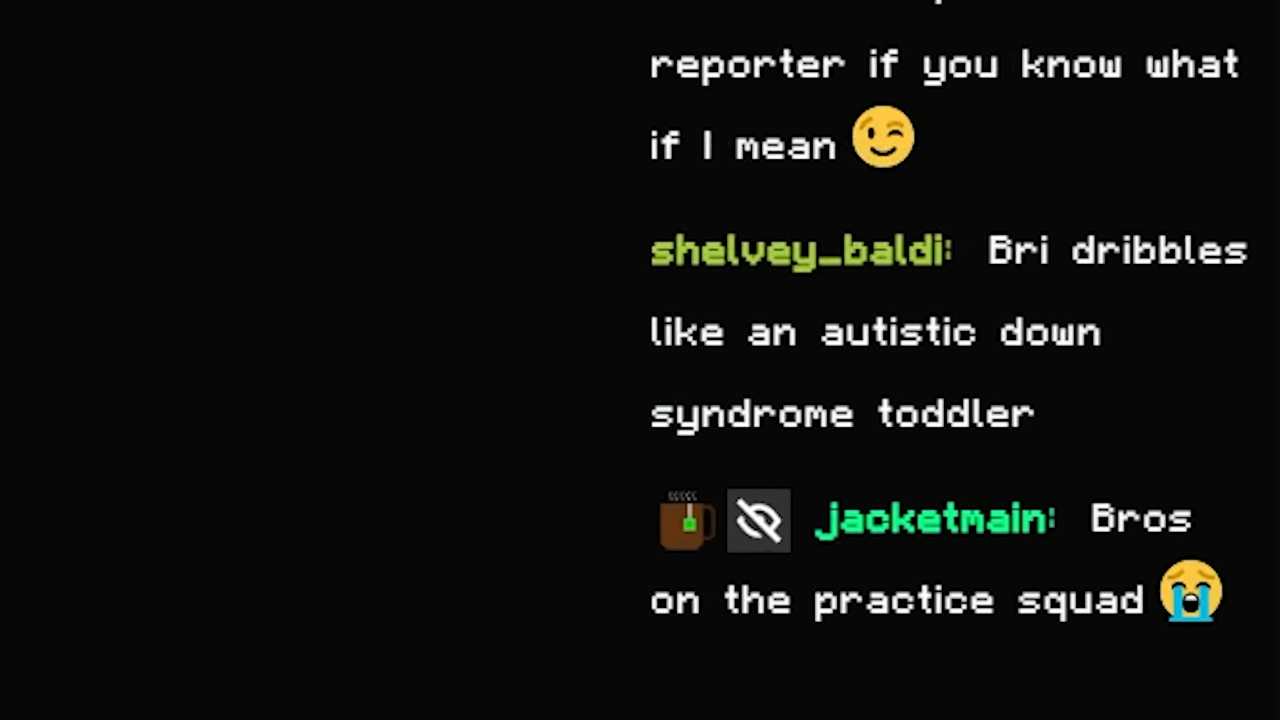 reporter if you know what
if I mean 😉
shelvey_baldi: Bri dribbles
like an autistic down
syndrome toddler
jacketmain: Bros
on the practice squad 😭